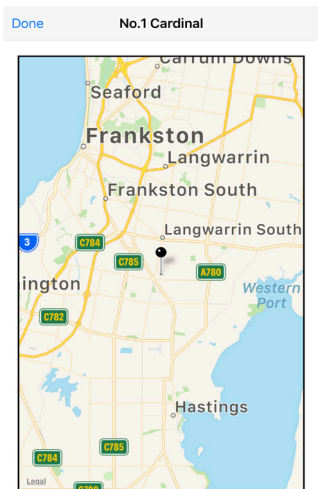 Done
No.1 Cardinal
Carrum Downs
Seaford
Frankston
Langwarrin
Frankston South
Langwarrin South
3
C784
C785
A780
ington
Western
Port
C782
Hastings
C785
C784
Legal